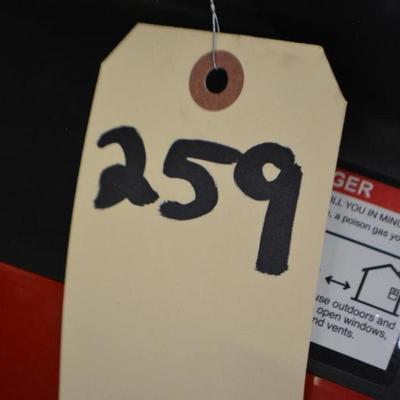 259
GER
ILL YOU IN MINU
, a poison gas yo
use outdoors and
open windows,
nd vents.